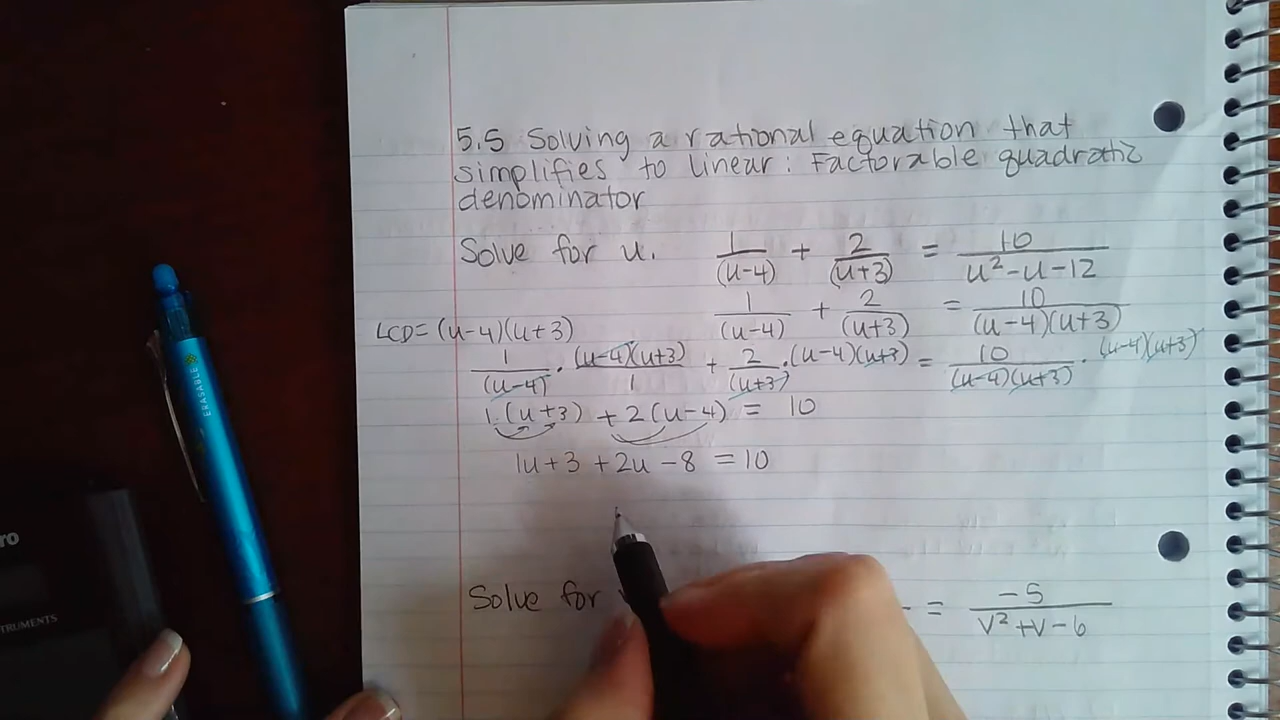 5.5 Solving a rational equation that
simplifies to linear: Factorable quadratic
denominator
Solve for u. 1/(u-4) + 2/(u+3) = 10/(u²-u-12)
1/(u-4) + 2/(u+3) = 10/((u-4)(u+3))
LCD=(u-4)(u+3)
1/(u-4) · (u-4)(u+3)/1 + 2/(u+3) · (u-4)(u+3) = 10/((u-4)(u+3)) · (u-4)(u+3)
1·(u+3) + 2(u-4) = 10
1u+3 +2u -8 = 10
Solve for
= -5/(v²+v-6)
ERASABLE